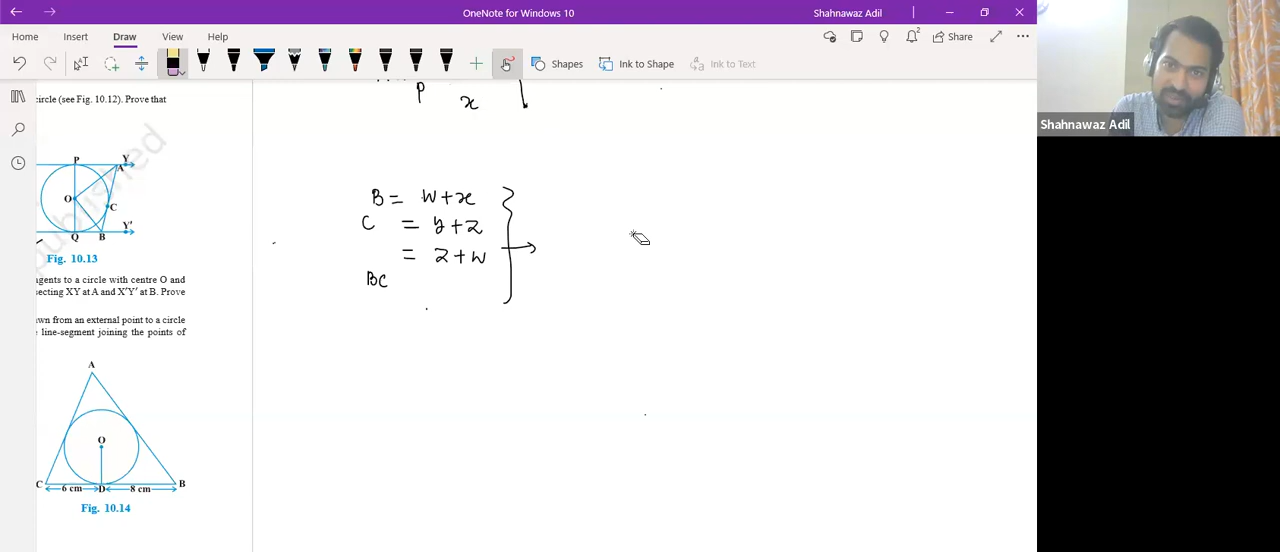 OneNote for Windows 10
Shahnawaz Adil
Home Insert Draw View Help
Share
Shapes
Ink to Shape
Ink to Text
Shahnawaz Adil
circle (see Fig. 10.12). Prove that
published
P
Y
A
O
C
Y'
Q
B
Fig. 10.13
gents to a circle with centre O and
secting XY at A and X'Y' at B. Prove
awn from an external point to a circle
e line-segment joining the points of
A
O
C
B
6 cm
D
8 cm
Fig. 10.14
P
x
B = w+x
C = y+z
= z+w
BC